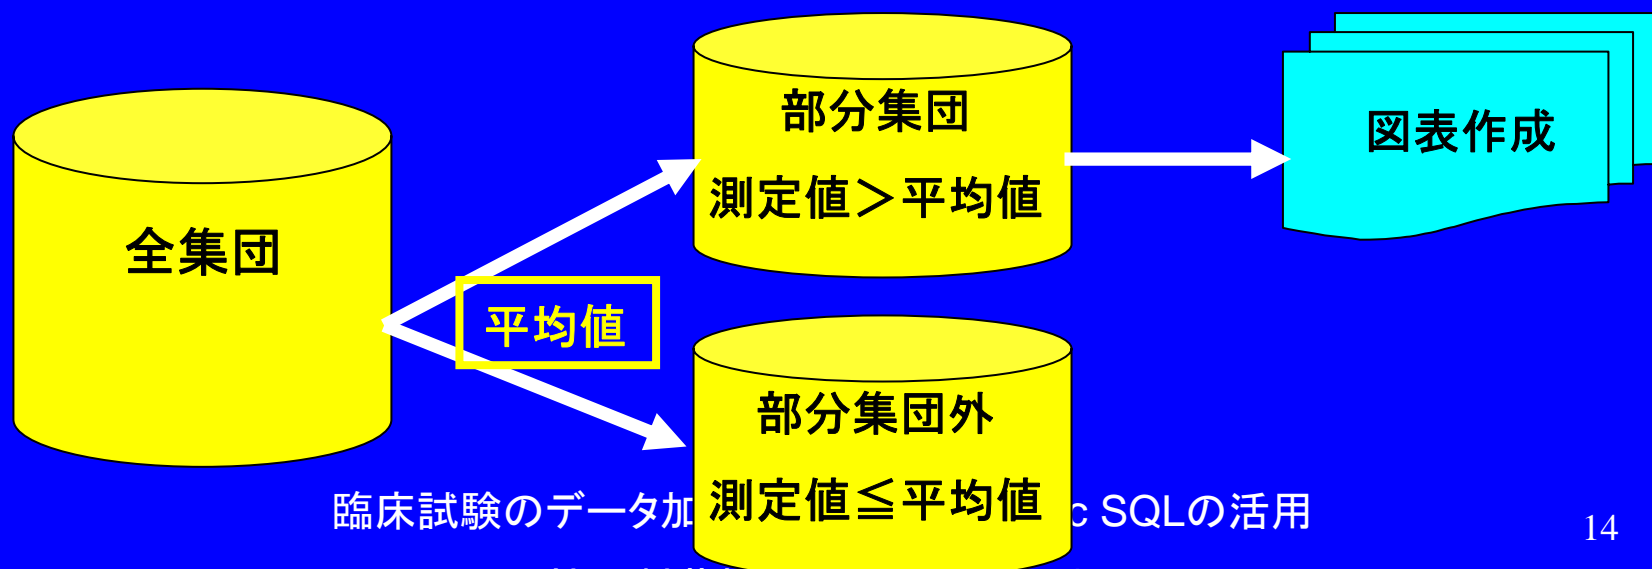 全集団
平均値
部分集団
測定値＞平均値
図表作成
部分集団外
測定値≦平均値
臨床試験のデータ加
c SQLの活用
14